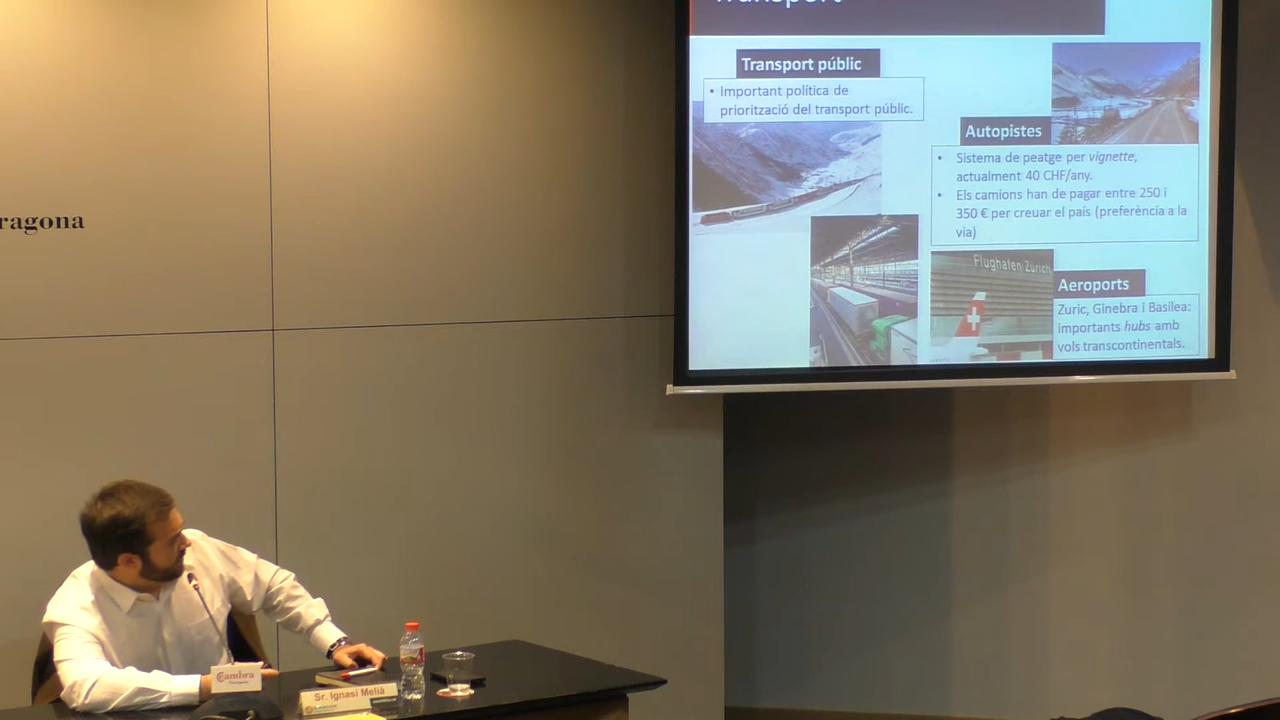 Transport
Transport públic
• Important política de
priorització del transport públic.
Autopistes
• Sistema de peatge per vignette,
actualment 40 CHF/any.
• Els camions han de pagar entre 250 i
350 € per creuar el país (preferència a la
via)
Flughafen Zürich
Aeroports
Zuric, Ginebra i Basilea:
importants hubs amb
vols transcontinentals.
ragona
Cambra
Tarragona
Sr. Ignasi Melià